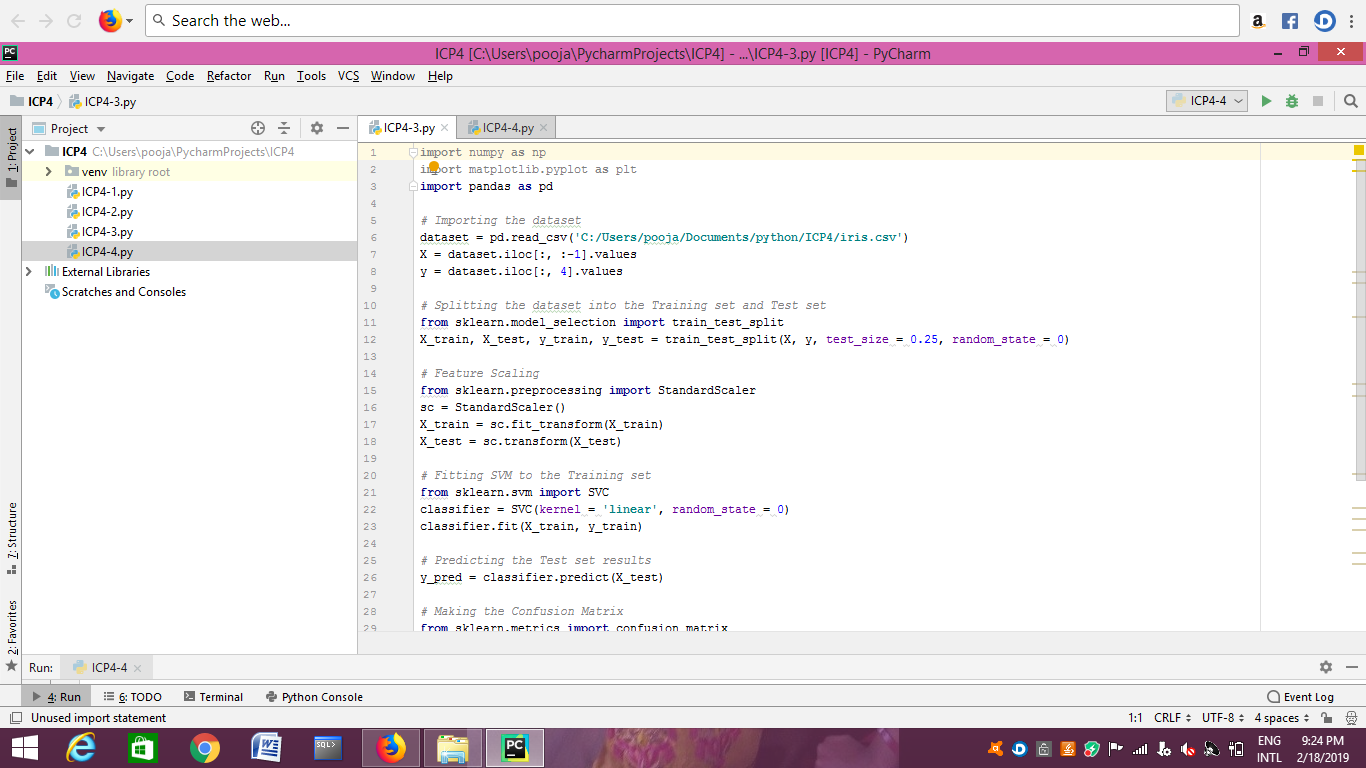 Search the web...
ICP4 [C:\Users\pooja\PycharmProjects\ICP4] - ...\ICP4-3.py [ICP4] - PyCharm
File Edit View Navigate Code Refactor Run Tools VCS Window Help
ICP4 ICP4-3.py ICP4-4
1: Project
Project
ICP4 C:\Users\pooja\PycharmProjects\ICP4
venv library root
ICP4-1.py
ICP4-2.py
ICP4-3.py
ICP4-4.py
External Libraries
Scratches and Consoles
7: Structure
2: Favorites
ICP4-3.py ICP4-4.py
1 import numpy as np
2 import matplotlib.pyplot as plt
3 import pandas as pd
4
5 # Importing the dataset
6 dataset = pd.read_csv('C:/Users/pooja/Documents/python/ICP4/iris.csv')
7 X = dataset.iloc[:, :-1].values
8 y = dataset.iloc[:, 4].values
9
10 # Splitting the dataset into the Training set and Test set
11 from sklearn.model_selection import train_test_split
12 X_train, X_test, y_train, y_test = train_test_split(X, y, test_size = 0.25, random_state = 0)
13
14 # Feature Scaling
15 from sklearn.preprocessing import StandardScaler
16 sc = StandardScaler()
17 X_train = sc.fit_transform(X_train)
18 X_test = sc.transform(X_test)
19
20 # Fitting SVM to the Training set
21 from sklearn.svm import SVC
22 classifier = SVC(kernel = 'linear', random_state = 0)
23 classifier.fit(X_train, y_train)
24
25 # Predicting the Test set results
26 y_pred = classifier.predict(X_test)
27
28 # Making the Confusion Matrix
29 from sklearn.metrics import confusion_matrix
Run: ICP4-4
4: Run 6: TODO Terminal Python Console Event Log
Unused import statement 1:1 CRLF UTF-8 4 spaces
ENG 9:24 PM
INTL 2/18/2019